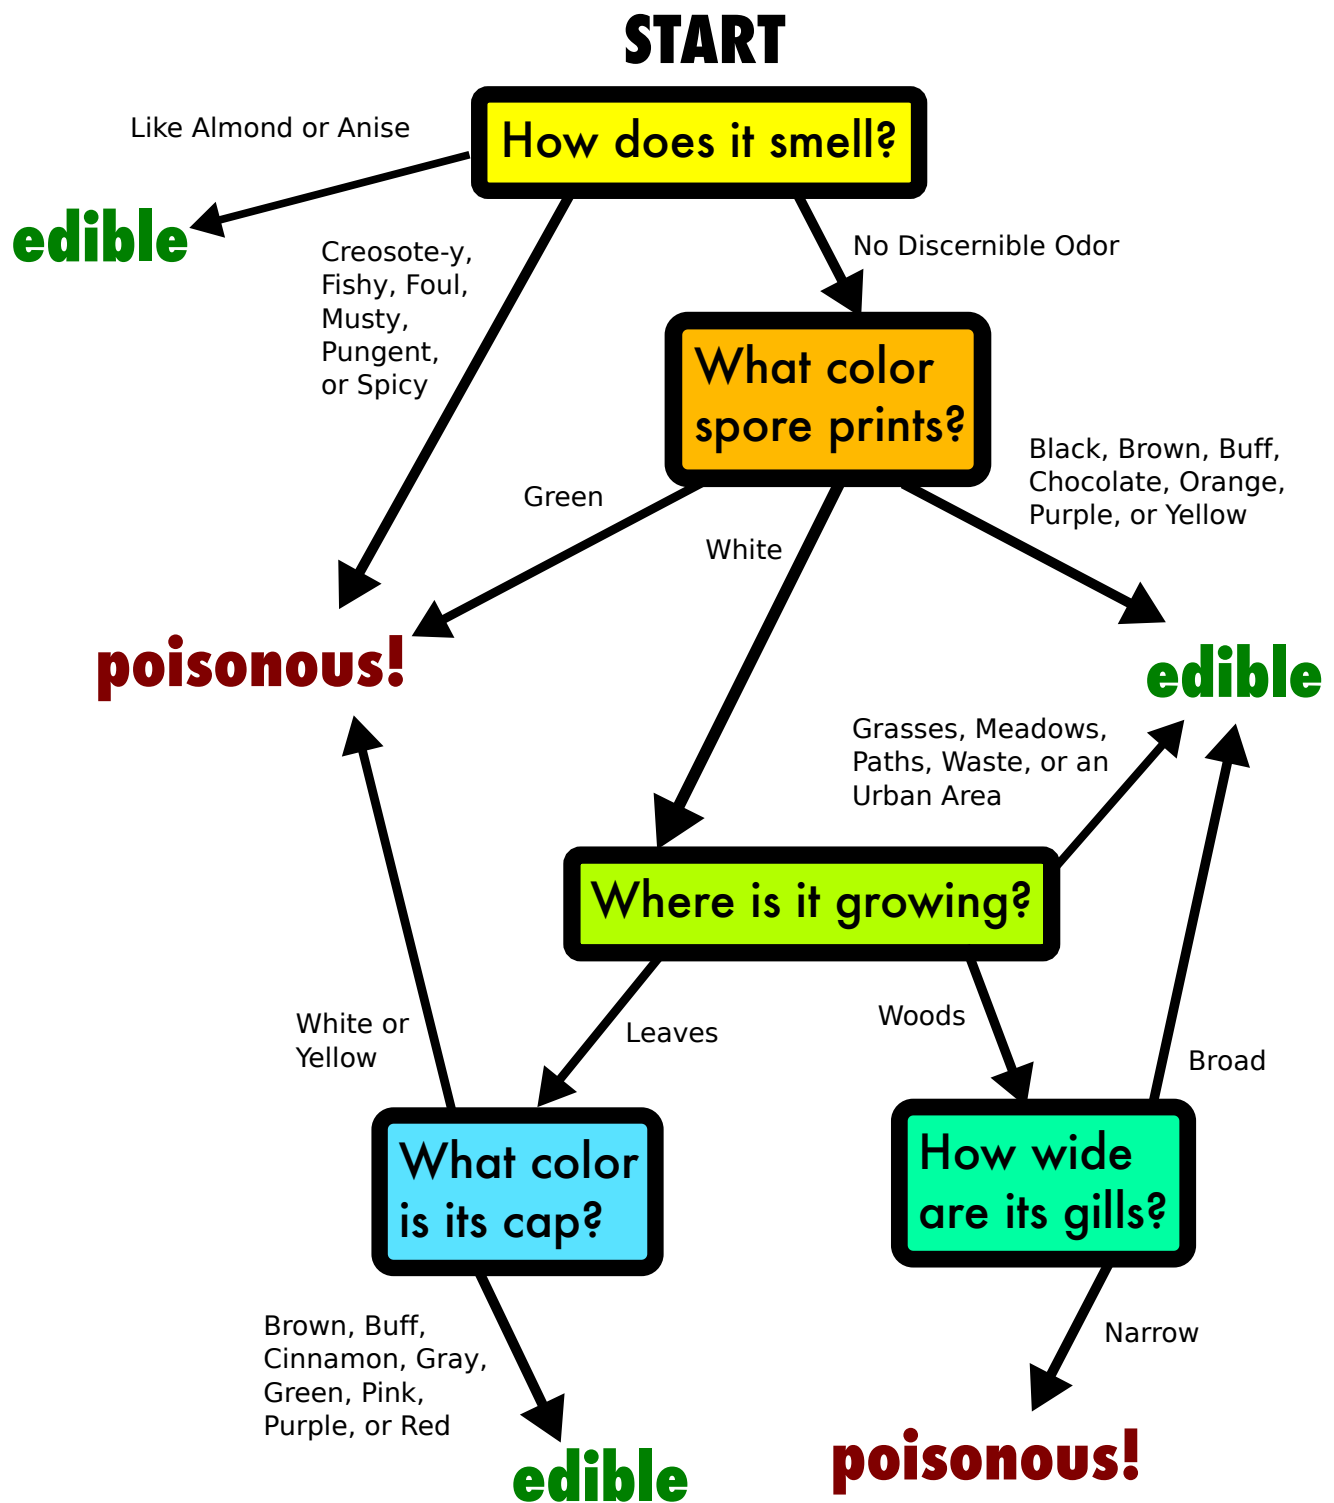 START
How does it smell?
Like Almond or Anise
edible
Creosote-y,
Fishy, Foul,
Musty,
Pungent,
or Spicy
No Discernible Odor
What color
spore prints?
Black, Brown, Buff,
Chocolate, Orange,
Purple, or Yellow
Green
White
poisonous!
edible
Grasses, Meadows,
Paths, Waste, or an
Urban Area
Where is it growing?
White or
Yellow
Leaves
Woods
Broad
What color
is its cap?
How wide
are its gills?
Brown, Buff,
Cinnamon, Gray,
Green, Pink,
Purple, or Red
Narrow
edible
poisonous!